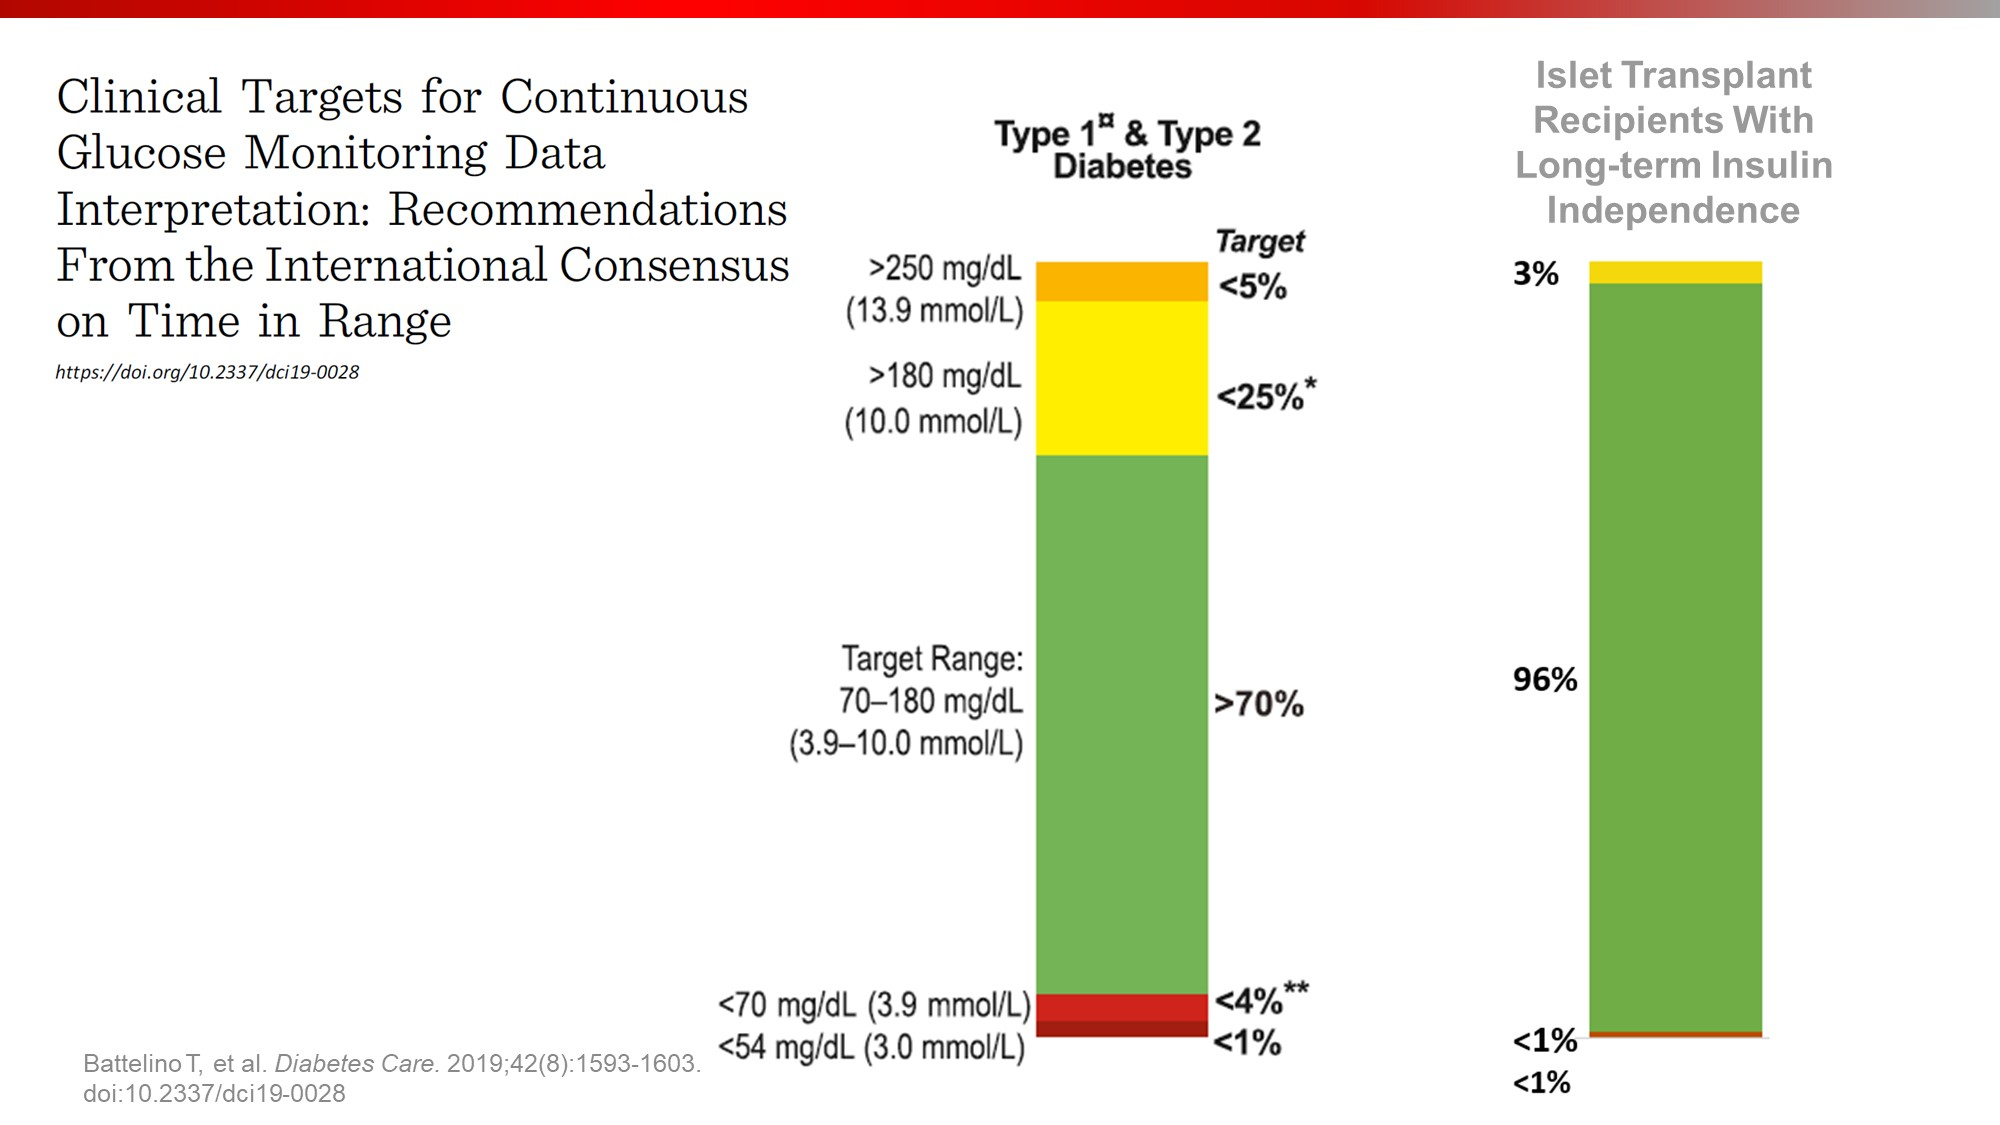 Clinical Targets for Continuous
Glucose Monitoring Data
Interpretation: Recommendations
From the International Consensus
on Time in Range
https://doi.org/10.2337/dci19-0028
Type 1¤ & Type 2
Diabetes
Target
>250 mg/dL
(13.9 mmol/L)
<5%
>180 mg/dL
(10.0 mmol/L)
<25%*
Target Range:
70–180 mg/dL
(3.9–10.0 mmol/L)
>70%
<70 mg/dL (3.9 mmol/L)
<4%**
<54 mg/dL (3.0 mmol/L)
<1%
Islet Transplant
Recipients With
Long-term Insulin
Independence
3%
96%
<1%
<1%
Battelino T, et al. Diabetes Care. 2019;42(8):1593-1603.
doi:10.2337/dci19-0028